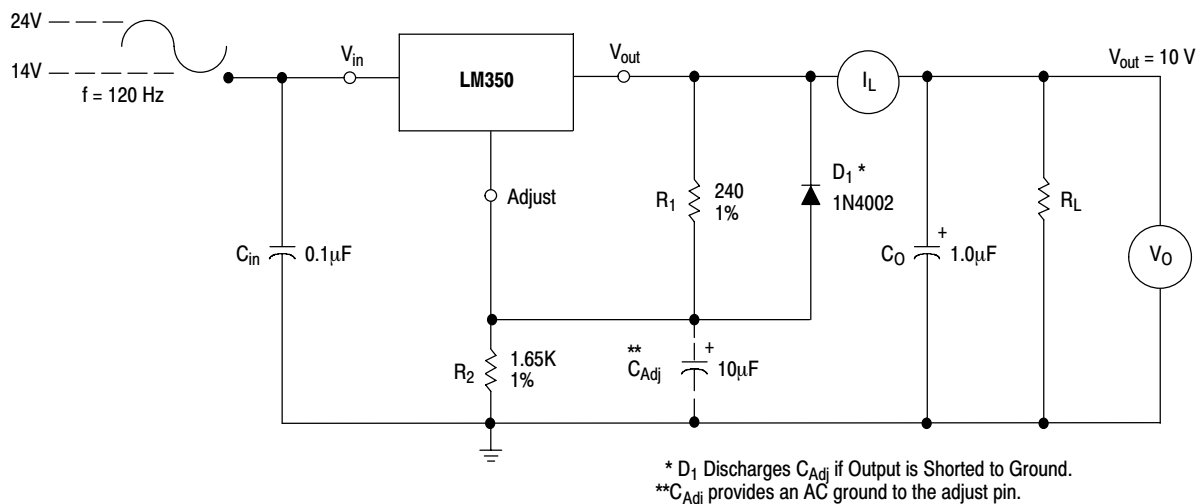 24V
14V
f = 120 Hz
Vin
LM350
Vout
IL
Vout = 10 V
Adjust
R1
240
1%
D1 *
1N4002
RL
Cin
0.1μF
CO
+
1.0μF
VO
R2
1.65K
1%
**
CAdj
+
10μF
* D1 Discharges CAdj if Output is Shorted to Ground.
**CAdj provides an AC ground to the adjust pin.